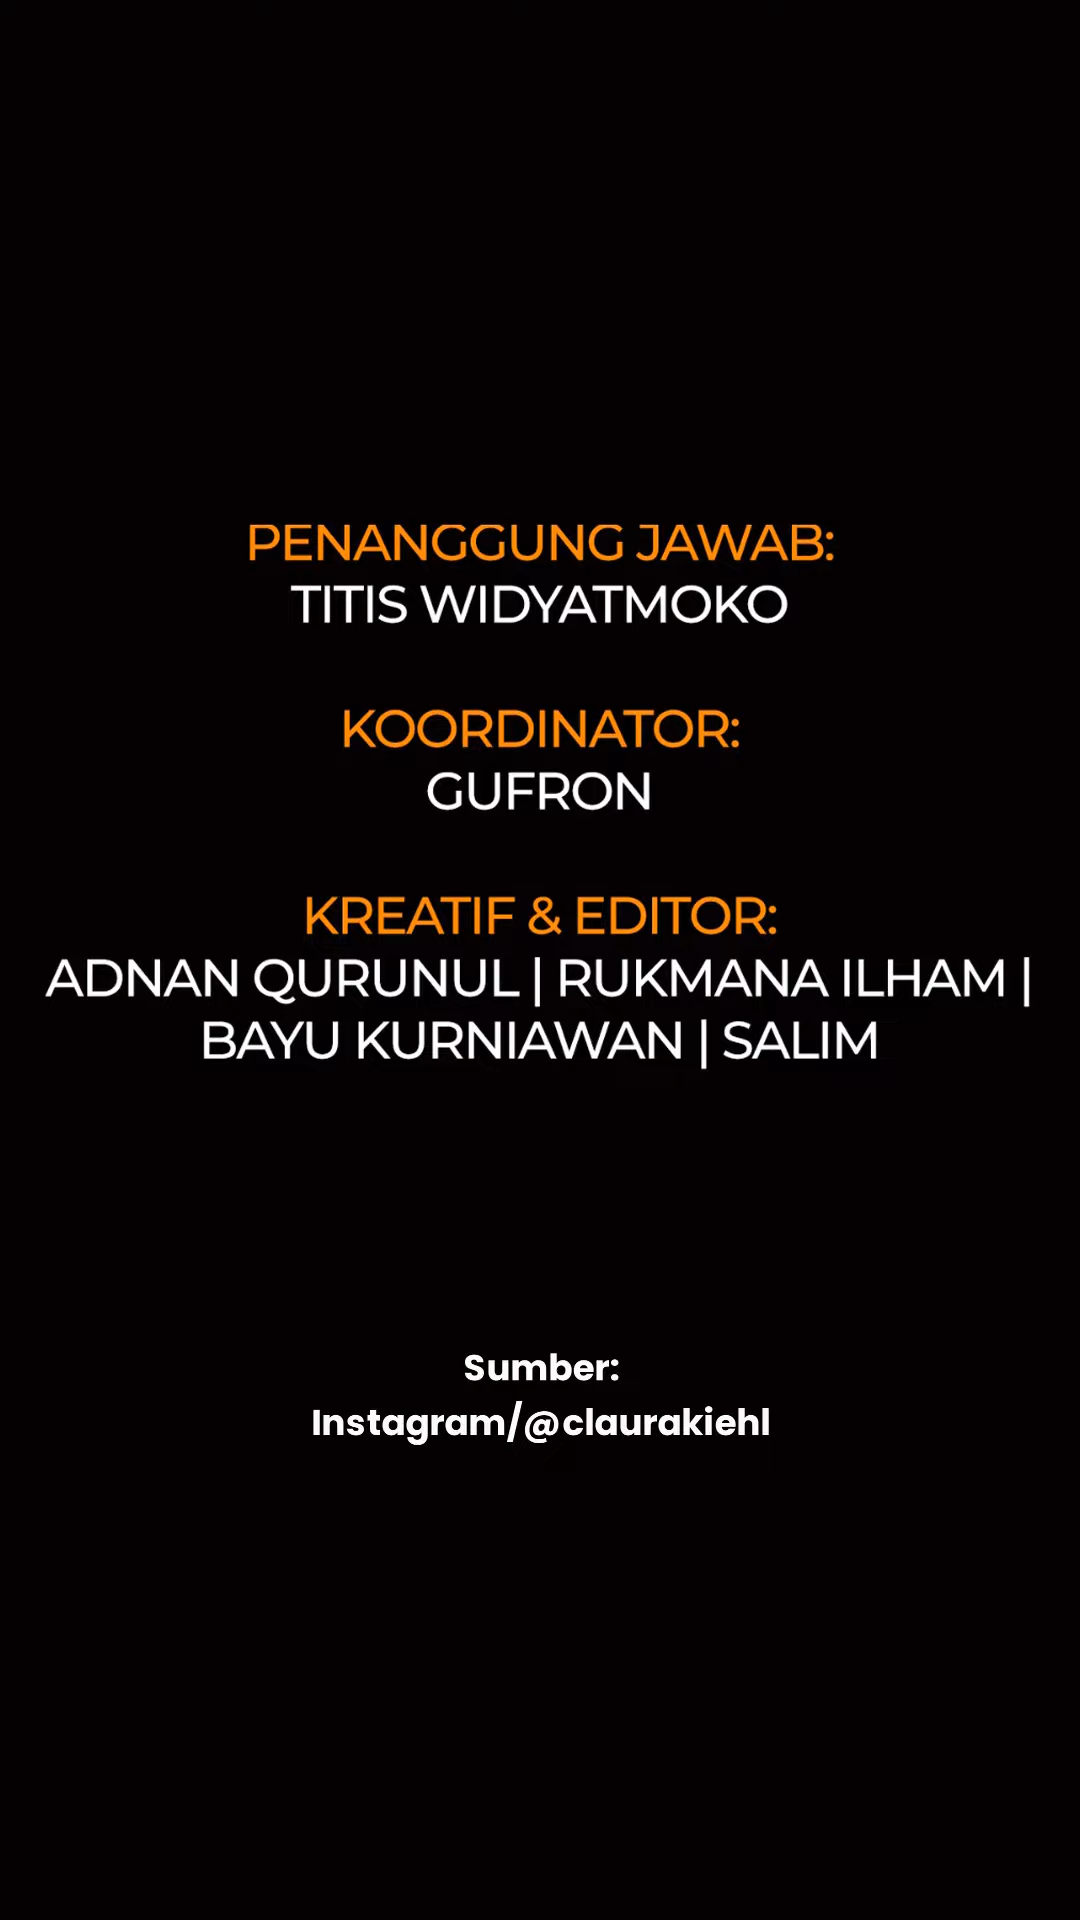 PENANGGUNG JAWAB:
TITIS WIDYATMOKO
KOORDINATOR:
GUFRON
KREATIF & EDITOR:
ADNAN QURUNUL | RUKMANA ILHAM |
BAYU KURNIAWAN | SALIM
Sumber:
Instagram/@claurakiehl